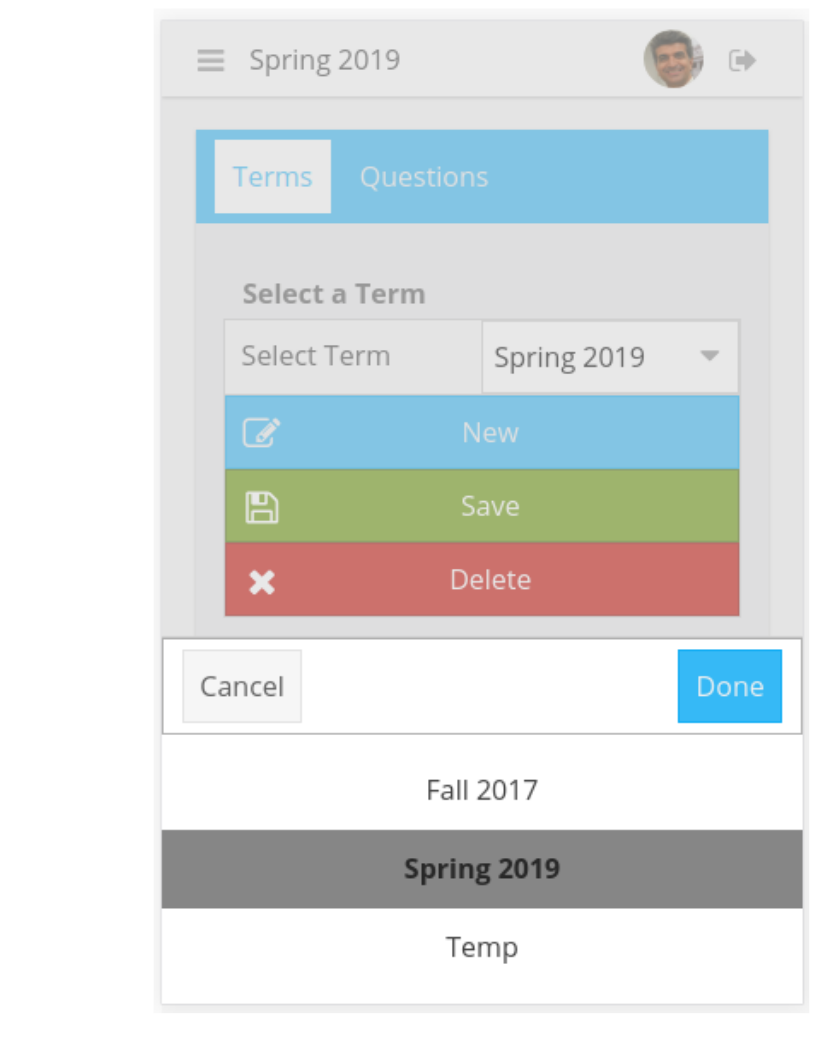 Spring 2019
Terms Questions
Select a Term
Select Term Spring 2019
New
Save
Delete
Cancel Done
Fall 2017
Spring 2019
Temp